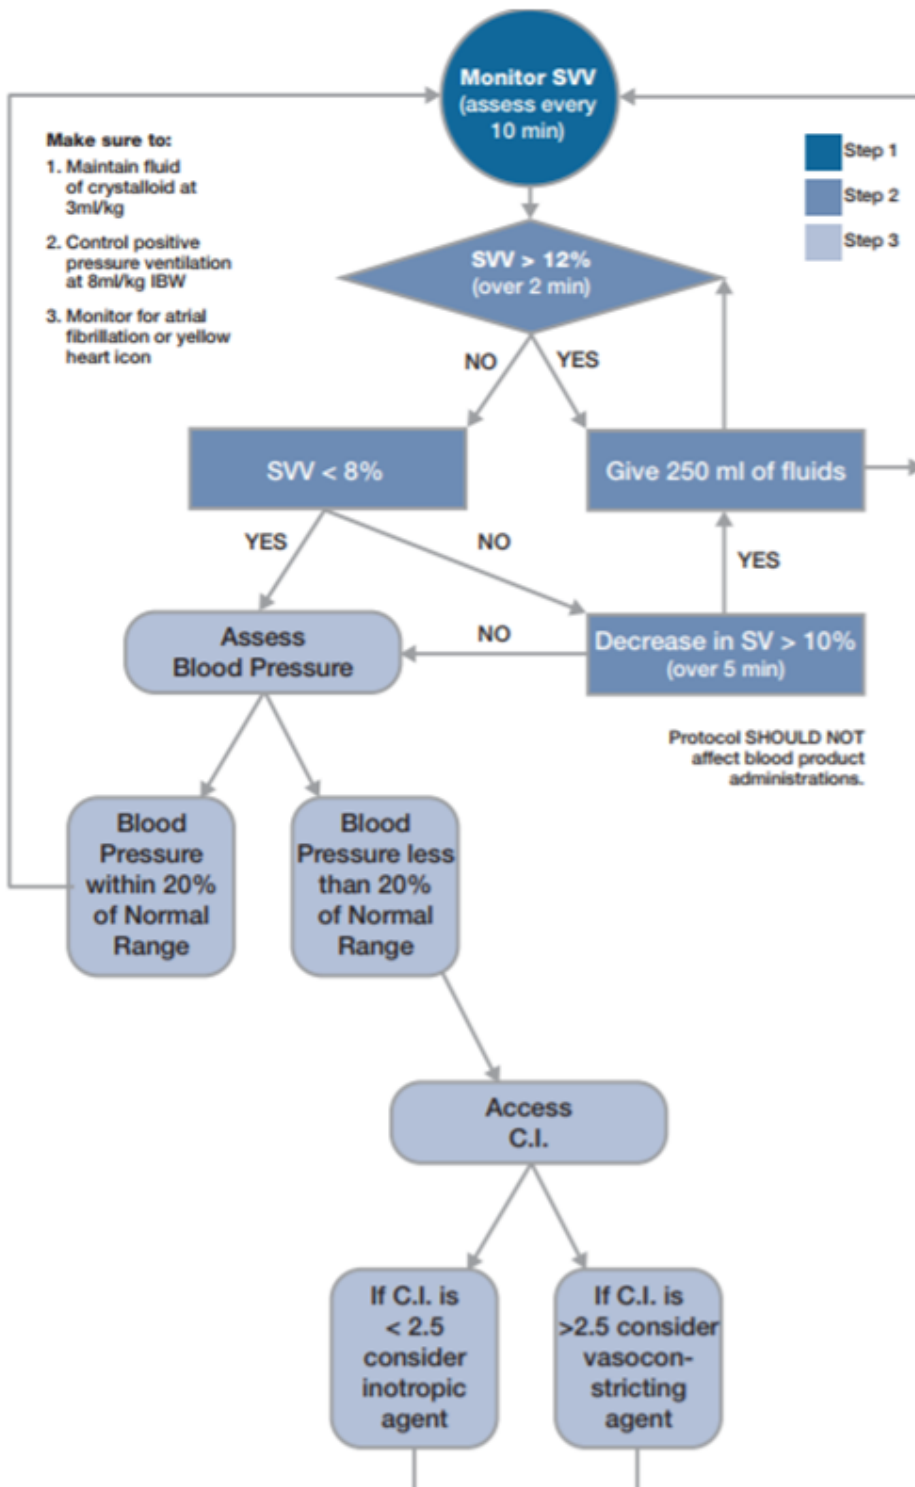 Monitor SVV
(assess every
10 min)
Make sure to:
1. Maintain fluid
of crystalloid at
3ml/kg
2. Control positive
pressure ventilation
at 8ml/kg IBW
3. Monitor for atrial
fibrillation or yellow
heart icon
Step 1
Step 2
Step 3
SVV > 12%
(over 2 min)
NO
YES
SVV < 8%
Give 250 ml of fluids
YES
NO
YES
Assess
Blood Pressure
NO
Decrease in SV > 10%
(over 5 min)
Protocol SHOULD NOT
affect blood product
administrations.
Blood
Pressure
within 20%
of Normal
Range
Blood
Pressure less
than 20%
of Normal
Range
Access
C.I.
If C.I. is
< 2.5
consider
inotropic
agent
If C.I. is
>2.5 consider
vasocon-
stricting
agent